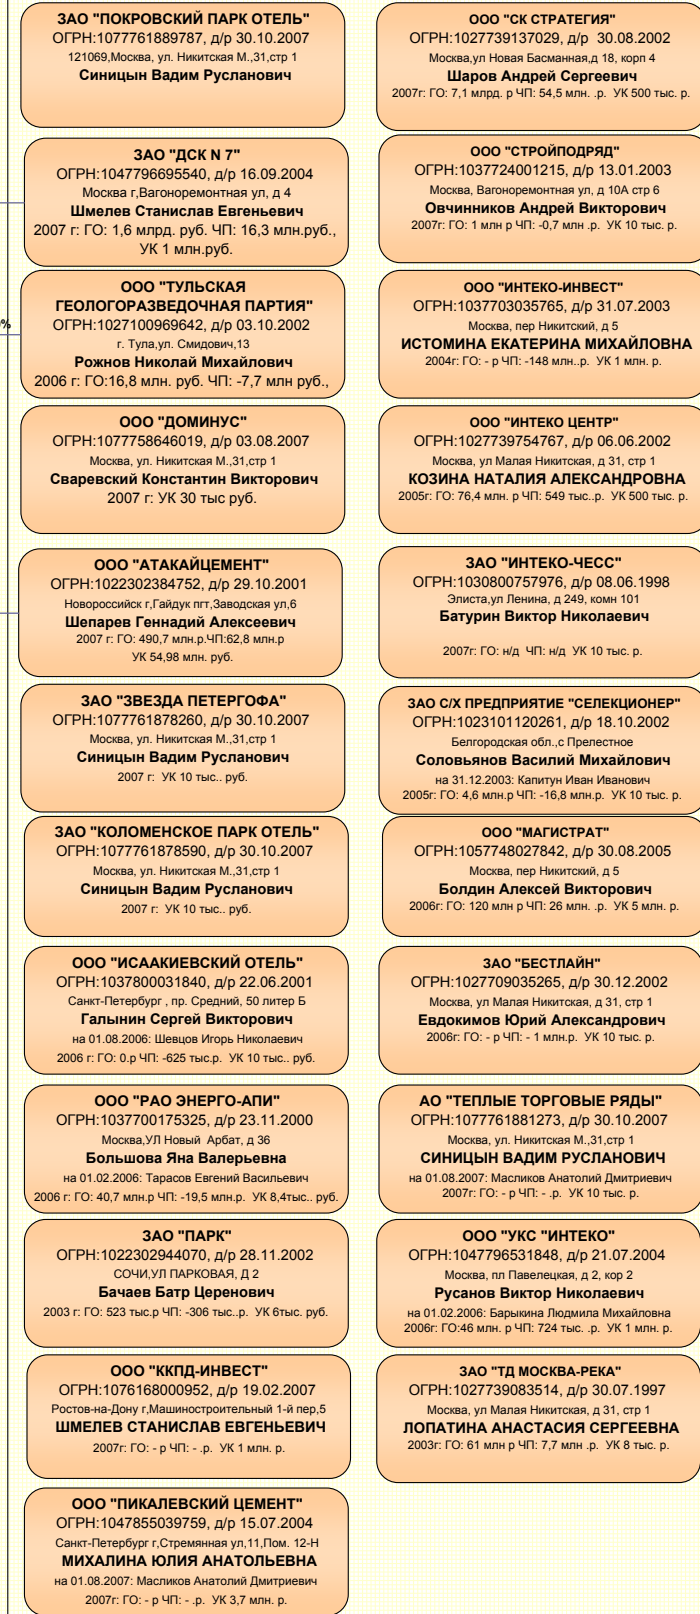 ЗАО "ПОКРОВСКИЙ ПАРК ОТЕЛЬ"
ОГРН:1077761889787, д/р 30.10.2007
121069,Москва, ул. Никитская М.,31,стр 1
Синицын Вадим Русланович
ЗАО "ДСК N 7"
ОГРН:1047796695540, д/р 16.09.2004
Москва г,Вагоноремонтная ул, д 4
Шмелев Станислав Евгеньевич
2007 г: ГО: 1,6 млрд. руб. ЧП: 16,3 млн.руб.,
УК 1 млн.руб.
ООО "ТУЛЬСКАЯ
ГЕОЛОГОРАЗВЕДОЧНАЯ ПАРТИЯ"
ОГРН:1027100969642, д/р 03.10.2002
г. Тула,ул. Смидович,13
Рожнов Николай Михайлович
2006 г: ГО:16,8 млн. руб. ЧП: -7,7 млн руб.,
ООО "ДОМИНУС"
ОГРН:1077758646019, д/р 03.08.2007
Москва, ул. Никитская М.,31,стр 1
Сваревский Константин Викторович
2007 г: УК 30 тыс руб.
ООО "АТАКАЙЦЕМЕНТ"
ОГРН:1022302384752, д/р 29.10.2001
Новороссийск г,Гайдук пгт,Заводская ул,6
Шепарев Геннадий Алексеевич
2007 г: ГО: 490,7 млн.р.ЧП:62,8 млн.р
УК 54,98 млн. руб.
ЗАО "ЗВЕЗДА ПЕТЕРГОФА"
ОГРН:1077761878260, д/р 30.10.2007
Москва, ул. Никитская М.,31,стр 1
Синицын Вадим Русланович
2007 г: УК 10 тыс.. руб.
ЗАО "КОЛОМЕНСКОЕ ПАРК ОТЕЛЬ"
ОГРН:1077761878590, д/р 30.10.2007
Москва, ул. Никитская М.,31,стр 1
Синицын Вадим Русланович
2007 г: УК 10 тыс.. руб.
ООО "ИСААКИЕВСКИЙ ОТЕЛЬ"
ОГРН:1037800031840, д/р 22.06.2001
Санкт-Петербург , пр. Средний, 50 литер Б
Галынин Сергей Викторович
на 01.08.2006: Шевцов Игорь Николаевич
2006 г: ГО: 0.р ЧП: -625 тыс.р. УК 10 тыс.. руб.
ООО "РАО ЭНЕРГО-АПИ"
ОГРН:1037700175325, д/р 23.11.2000
Москва,УЛ Новый Арбат, д 36
Большова Яна Валерьевна
на 01.02.2006: Тарасов Евгений Васильевич
2006 г: ГО: 40,7 млн.р ЧП: -19,5 млн.р. УК 8,4тыс.. руб.
ЗАО "ПАРК"
ОГРН:1022302944070, д/р 28.11.2002
СОЧИ,УЛ ПАРКОВАЯ, Д 2
Бачаев Батр Церенович
2003 г: ГО: 523 тыс.р ЧП: -306 тыс..р. УК 6тыс. руб.
ООО "ККПД-ИНВЕСТ"
ОГРН:1076168000952, д/р 19.02.2007
Ростов-на-Дону г,Машиностроительный 1-й пер,5
ШМЕЛЕВ СТАНИСЛАВ ЕВГЕНЬЕВИЧ
2007г: ГО: - р ЧП: - .р. УК 1 млн. р.
ООО "ПИКАЛЕВСКИЙ ЦЕМЕНТ"
ОГРН:1047855039759, д/р 15.07.2004
Санкт-Петербург г,Стремянная ул,11,Пом. 12-Н
МИХАЛИНА ЮЛИЯ АНАТОЛЬЕВНА
на 01.08.2007: Масликов Анатолий Дмитриевич
2007г: ГО: - р ЧП: - .р. УК 3,7 млн. р.
ООО "СК СТРАТЕГИЯ"
ОГРН:1027739137029, д/р 30.08.2002
Москва,ул Новая Басманная,д 18, корп 4
Шаров Андрей Сергеевич
2007г: ГО: 7,1 млрд. р ЧП: 54,5 млн. .р. УК 500 тыс. р.
ООО "СТРОЙПОДРЯД"
ОГРН:1037724001215, д/р 13.01.2003
Москва, Вагоноремонтная ул, д 10А стр 6
Овчинников Андрей Викторович
2007г: ГО: 1 млн р ЧП: -0,7 млн .р. УК 10 тыс. р.
ООО "ИНТЕКО-ИНВЕСТ"
ОГРН:1037703035765, д/р 31.07.2003
Москва, пер Никитский, д 5
ИСТОМИНА ЕКАТЕРИНА МИХАЙЛОВНА
2004г: ГО: - р ЧП: -148 млн..р. УК 1 млн. р.
ООО "ИНТЕКО ЦЕНТР"
ОГРН:1027739754767, д/р 06.06.2002
Москва, ул Малая Никитская, д 31, стр 1
КОЗИНА НАТАЛИЯ АЛЕКСАНДРОВНА
2005г: ГО: 76,4 млн. р ЧП: 549 тыс..р. УК 500 тыс. р.
ЗАО "ИНТЕКО-ЧЕСС"
ОГРН:1030800757976, д/р 08.06.1998
Элиста,ул Ленина, д 249, комн 101
Батурин Виктор Николаевич
2007г: ГО: н/д ЧП: н/д УК 10 тыс. р.
ЗАО С/Х ПРЕДПРИЯТИЕ "СЕЛЕКЦИОНЕР"
ОГРН:1023101120261, д/р 18.10.2002
Белгородская обл.,с Прелестное
Соловьянов Василий Михайлович
на 31.12.2003: Капитун Иван Иванович
2005г: ГО: 4,6 млн.р ЧП: -16,8 млн.р. УК 10 тыс. р.
ООО "МАГИСТРАТ"
ОГРН:1057748027842, д/р 30.08.2005
Москва, пер Никитский, д 5
Болдин Алексей Викторович
2006г: ГО: 120 млн р ЧП: 26 млн. .р. УК 5 млн. р.
ЗАО "БЕСТЛАЙН"
ОГРН:1027709035265, д/р 30.12.2002
Москва, ул Малая Никитская, д 31, стр 1
Евдокимов Юрий Александрович
2006г: ГО: - р ЧП: - 1 млн.р. УК 10 тыс. р.
АО "ТЕПЛЫЕ ТОРГОВЫЕ РЯДЫ"
ОГРН:1077761881273, д/р 30.10.2007
Москва, ул. Никитская М.,31,стр 1
СИНИЦЫН ВАДИМ РУСЛАНОВИЧ
на 01.08.2007: Масликов Анатолий Дмитриевич
2007г: ГО: - р ЧП: - .р. УК 10 тыс. р.
ООО "УКС "ИНТЕКО"
ОГРН:1047796531848, д/р 21.07.2004
Москва, пл Павелецкая, д 2, кор 2
Русанов Виктор Николаевич
на 01.02.2006: Барыкина Людмила Михайловна
2006г: ГО:46 млн. р ЧП: 724 тыс. .р. УК 1 млн. р.
ЗАО "ТД МОСКВА-РЕКА"
ОГРН:1027739083514, д/р 30.07.1997
Москва, ул Малая Никитская, д 31, стр 1
ЛОПАТИНА АНАСТАСИЯ СЕРГЕЕВНА
2003г: ГО: 61 млн р ЧП: 7,7 млн .р. УК 8 тыс. р.